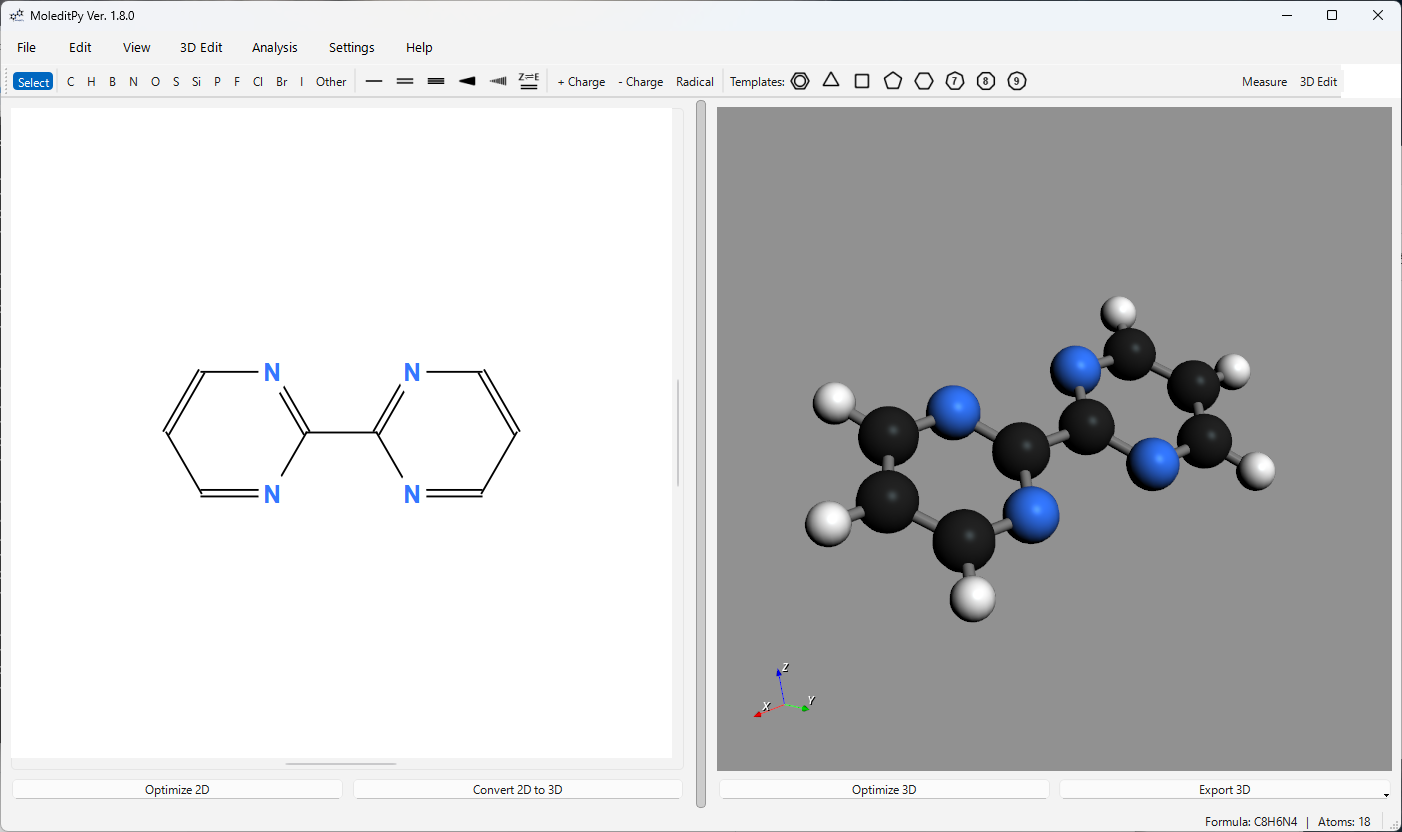 MoleditPy Ver. 1.8.0
File Edit View 3D Edit Analysis Settings Help
Select C H B N O S Si P F Cl Br I Other Z⇌E + Charge - Charge Radical Templates: 7 8 9 Measure 3D Edit
N N
N N
Z
X Y
Optimize 2D Convert 2D to 3D Optimize 3D Export 3D
Formula: C8H6N4 | Atoms: 18